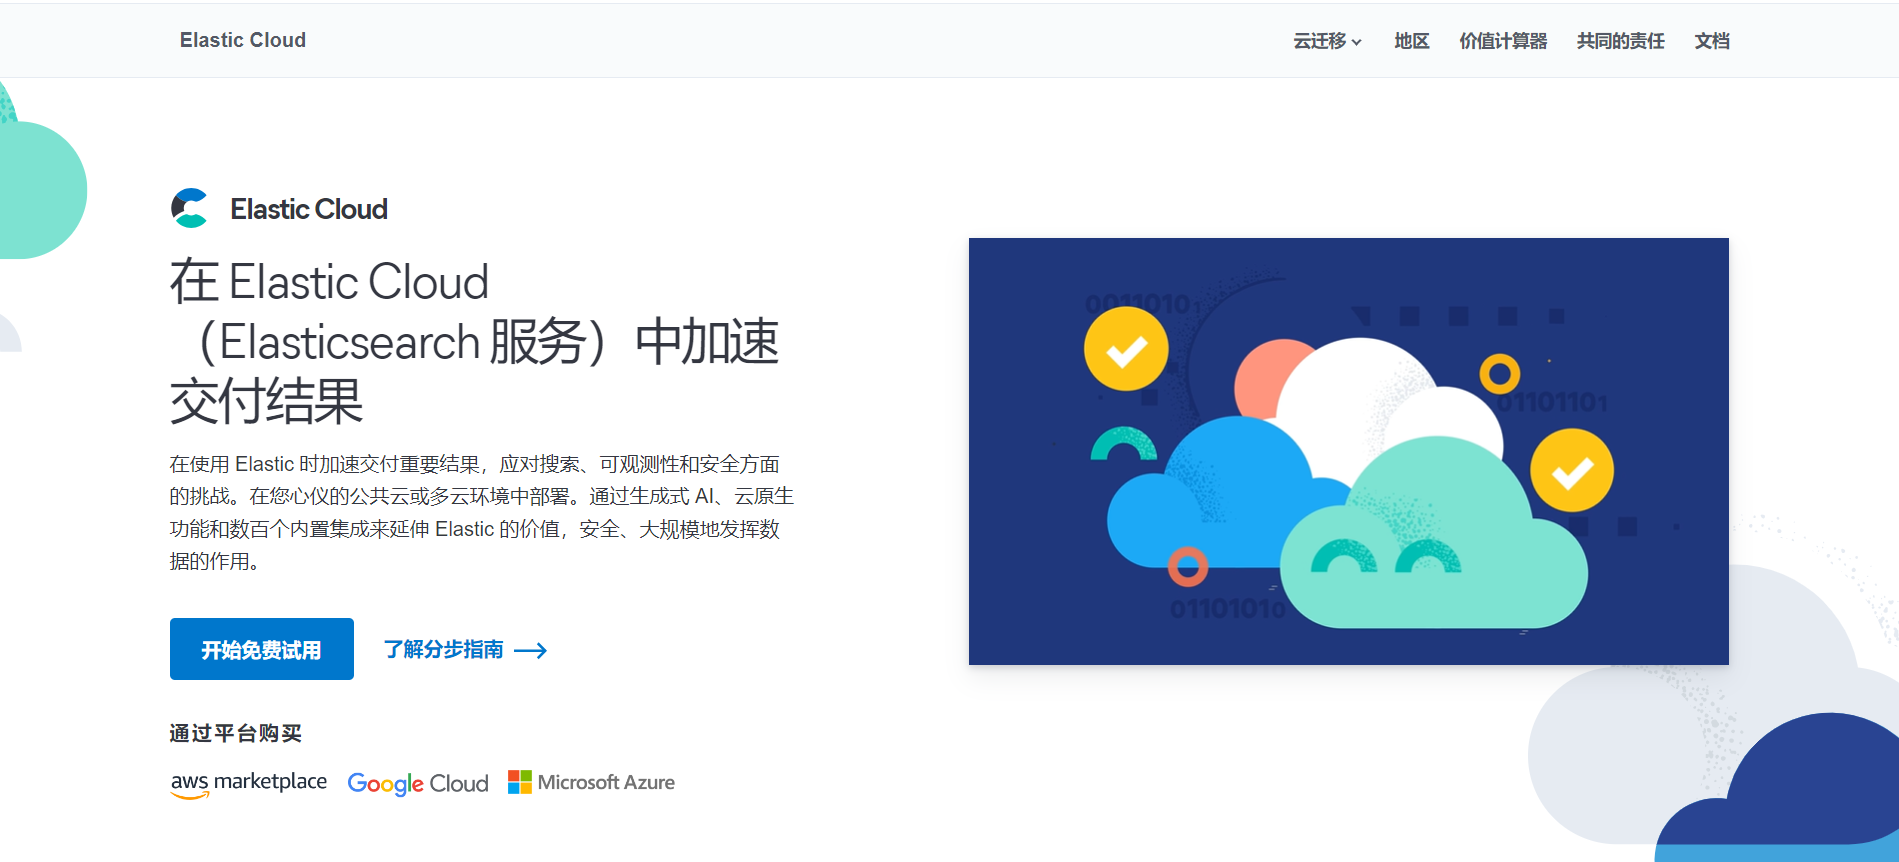 Elastic Cloud
云迁移 地区 价值计算器 共同的责任 文档
Elastic Cloud
在 Elastic Cloud
（Elasticsearch 服务）中加速
交付结果
在使用 Elastic 时加速交付重要结果，应对搜索、可观测性和安全方面
的挑战。在您心仪的公共云或多云环境中部署。通过生成式 AI、云原生
功能和数百个内置集成来延伸 Elastic 的价值，安全、大规模地发挥数
据的作用。
开始免费试用 了解分步指南
通过平台购买
aws marketplace Google Cloud Microsoft Azure
00110101
01101101
01101010